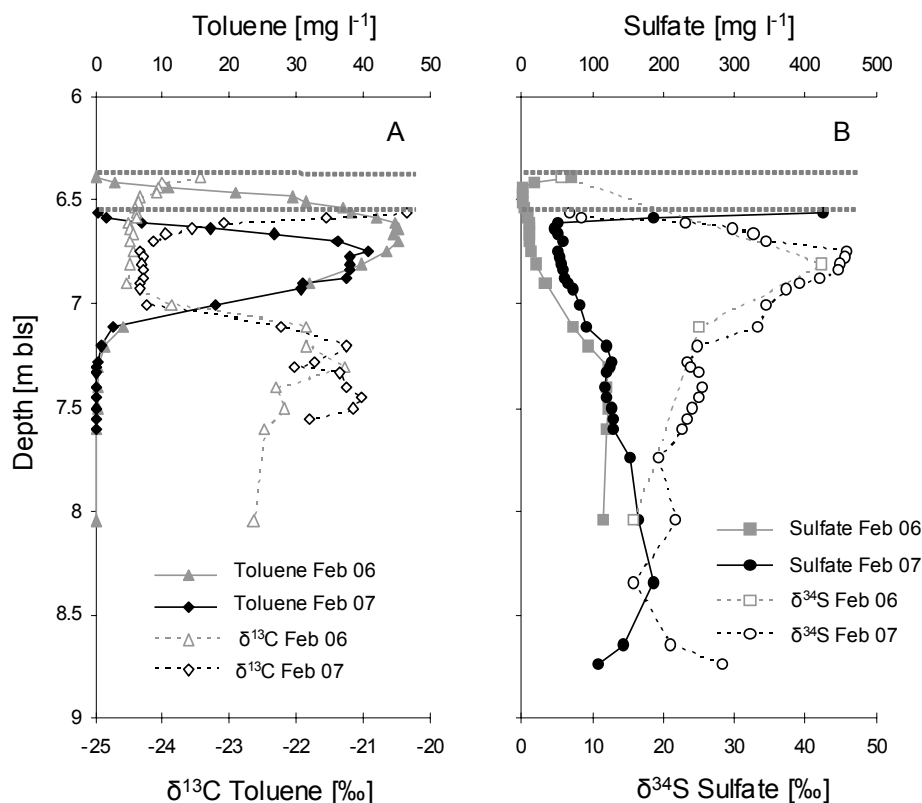 Toluene [mg l⁻¹]
0 10 20 30 40 50
Sulfate [mg l⁻¹]
0 100 200 300 400 500
Depth [m bls]
6
6.5
7
7.5
8
8.5
9
A
Toluene Feb 06
Toluene Feb 07
δ¹³C Feb 06
δ¹³C Feb 07
-25 -24 -23 -22 -21 -20
δ¹³C Toluene [‰]
B
Sulfate Feb 06
Sulfate Feb 07
δ³⁴S Feb 06
δ³⁴S Feb 07
0 10 20 30 40 50
δ³⁴S Sulfate [‰]